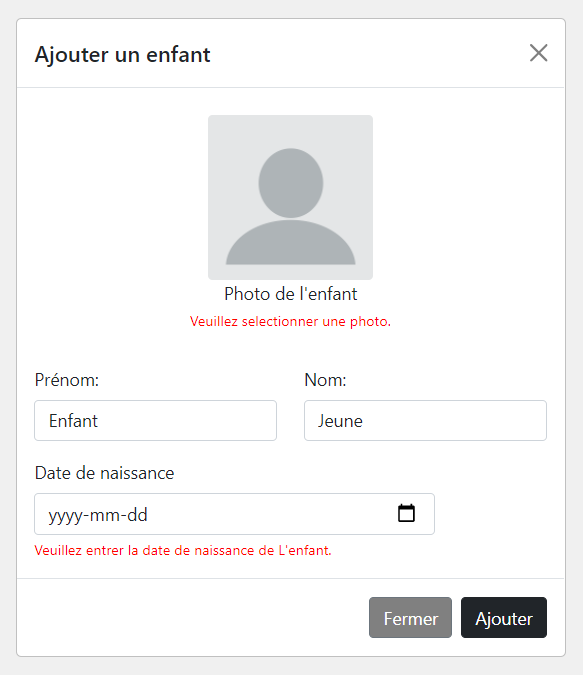 Ajouter un enfant
Photo de l'enfant
Veuillez selectionner une photo.
Prénom: Nom:
Enfant Jeune
Date de naissance
yyyy-mm-dd
Veuillez entrer la date de naissance de L'enfant.
Fermer Ajouter